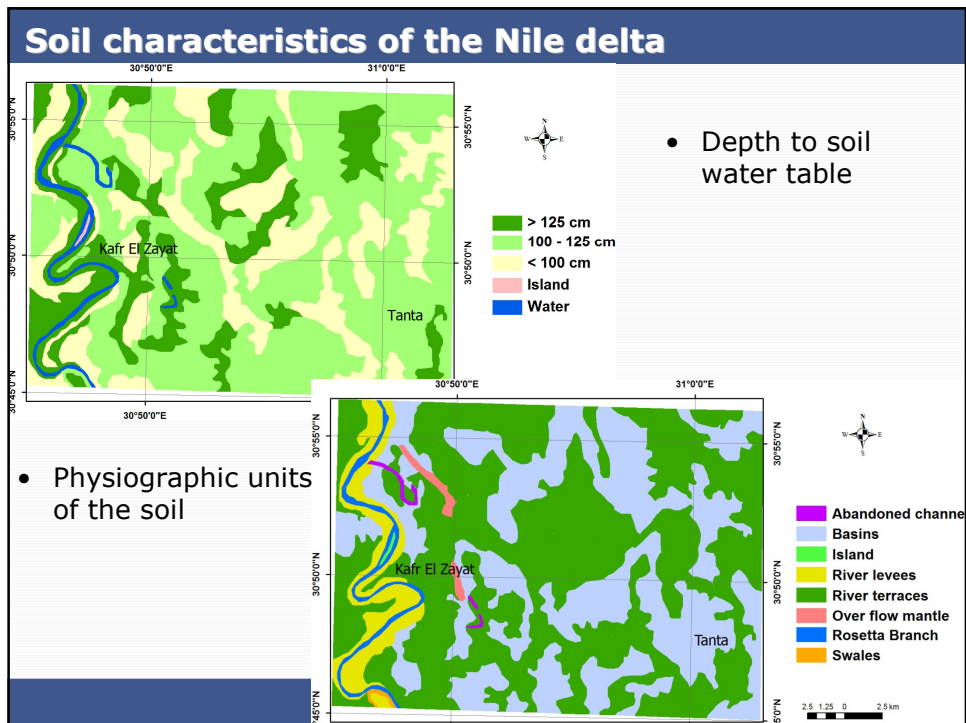 Soil characteristics of the Nile delta
30°50'0"E
31°0'0"E
30°55'0"N
30°55'0"N
N
W E
S
• Depth to soil
water table
> 125 cm
100 - 125 cm
< 100 cm
Island
Water
Kafr El Zayat
30°50'0"N
30°50'0"N
Tanta
30°45'0"N
30°50'0"E
30°50'0"E
31°0'0"E
30°55'0"N
30°55'0"N
N
W E
S
• Physiographic units
of the soil
Abandoned channe
Basins
Island
River levees
River terraces
Over flow mantle
Rosetta Branch
Swales
Kafr El Zayat
30°50'0"N
30°50'0"N
Tanta
45'0"N
5'0"N
2.5 1.25 0 2.5 km